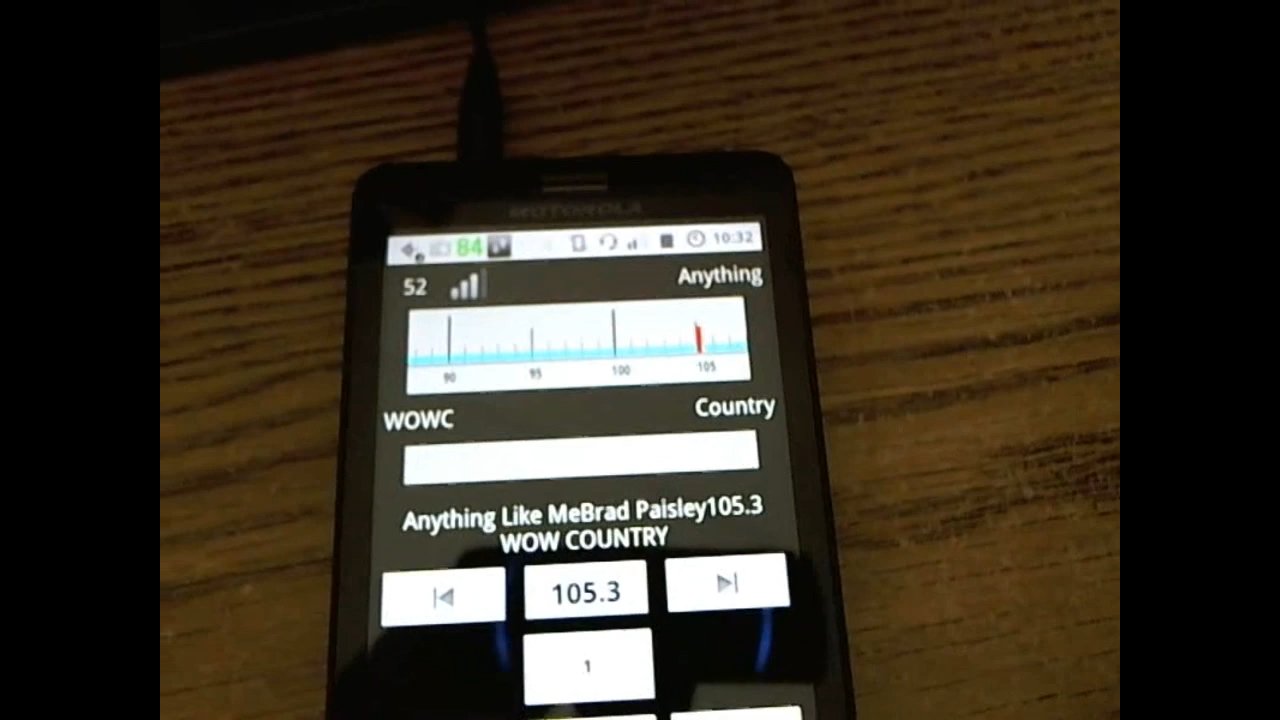 MOTOROLA
84 10:32
52 Anything
90 95 100 105
WOWC Country
Anything Like MeBrad Paisley105.3
WOW COUNTRY
105.3
1